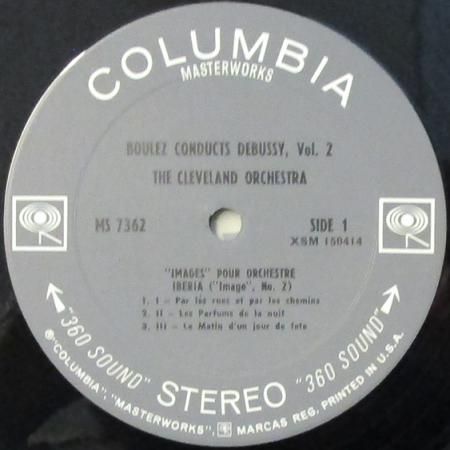 COLUMBIA
MASTERWORKS
BOULEZ CONDUCTS DEBUSSY, Vol. 2
THE CLEVELAND ORCHESTRA
MS 7362
SIDE 1
XSM 150414
"IMAGES" POUR ORCHESTRE
IBERIA ("Image", No. 2)
1. I - Par les rues et par les chemins
2. II - Les Parfums de la nuit
3. III - Le Matin d'un jour de fete
"360 SOUND" STEREO "360 SOUND"
℗"COLUMBIA", "MASTERWORKS", MARCAS REG. PRINTED IN U.S.A.